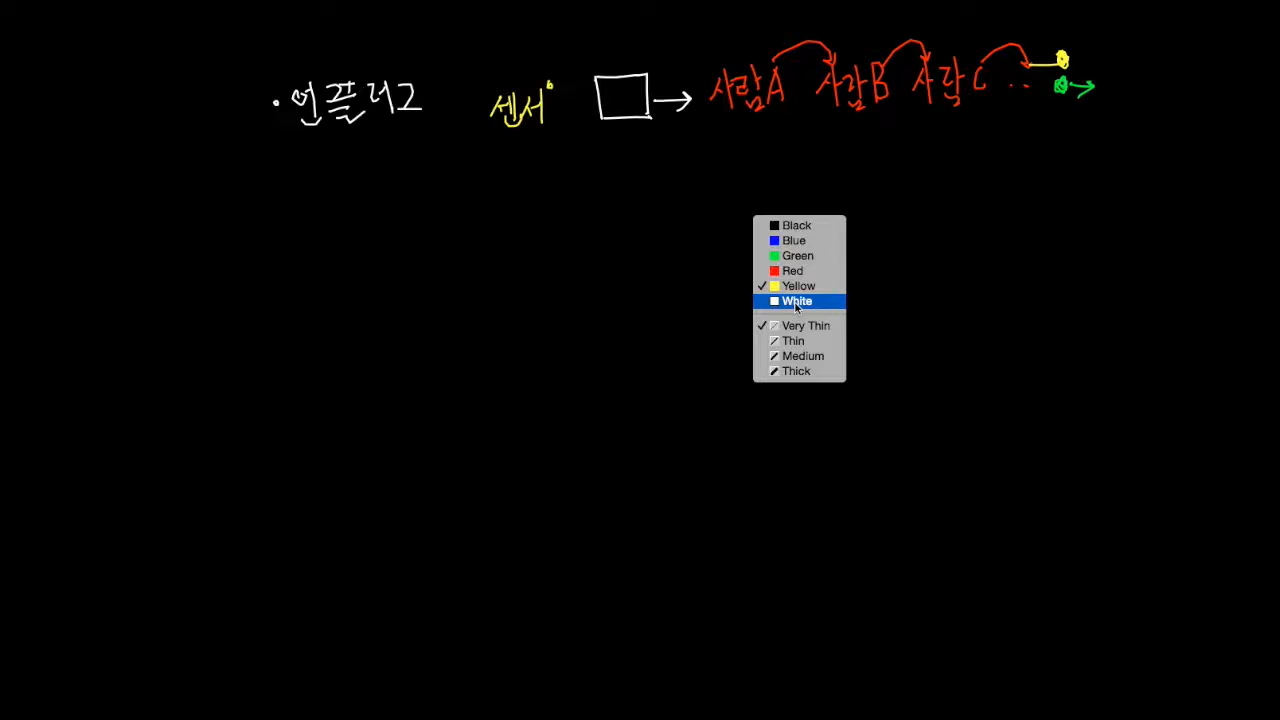 · 언플러그 센서 → 사람A 사람B 사람C ...
Black
Blue
Green
Red
✓ Yellow
White
✓ Very Thin
Thin
Medium
Thick